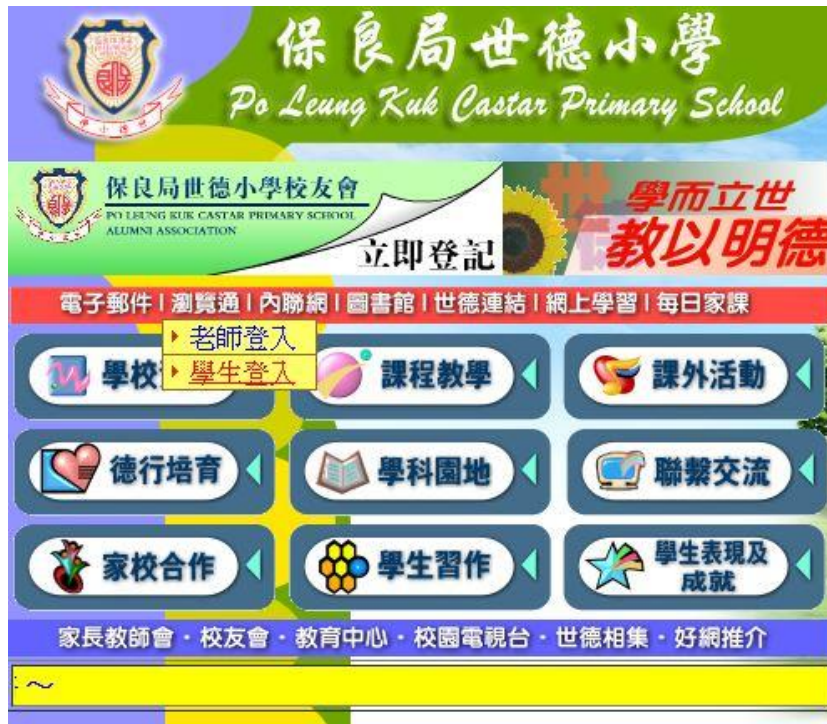 保良局世德小學
Po Leung Kuk Castar Primary School
保良局世德小學校友會
PO LEUNG KUK CASTAR PRIMARY SCHOOL
ALUMNI ASSOCIATION
立即登記
學而立世
教以明德
電子郵件 | 瀏覽通 | 內聯網 | 圖書館 | 世德連結 | 網上學習 | 每日家課
老師登入
學生登入
學校
課程教學
課外活動
德行培育
學科園地
聯繫交流
家校合作
學生習作
學生表現及
成就
家長教師會 · 校友會 · 教育中心 · 校園電視台 · 世德相集 · 好網推介